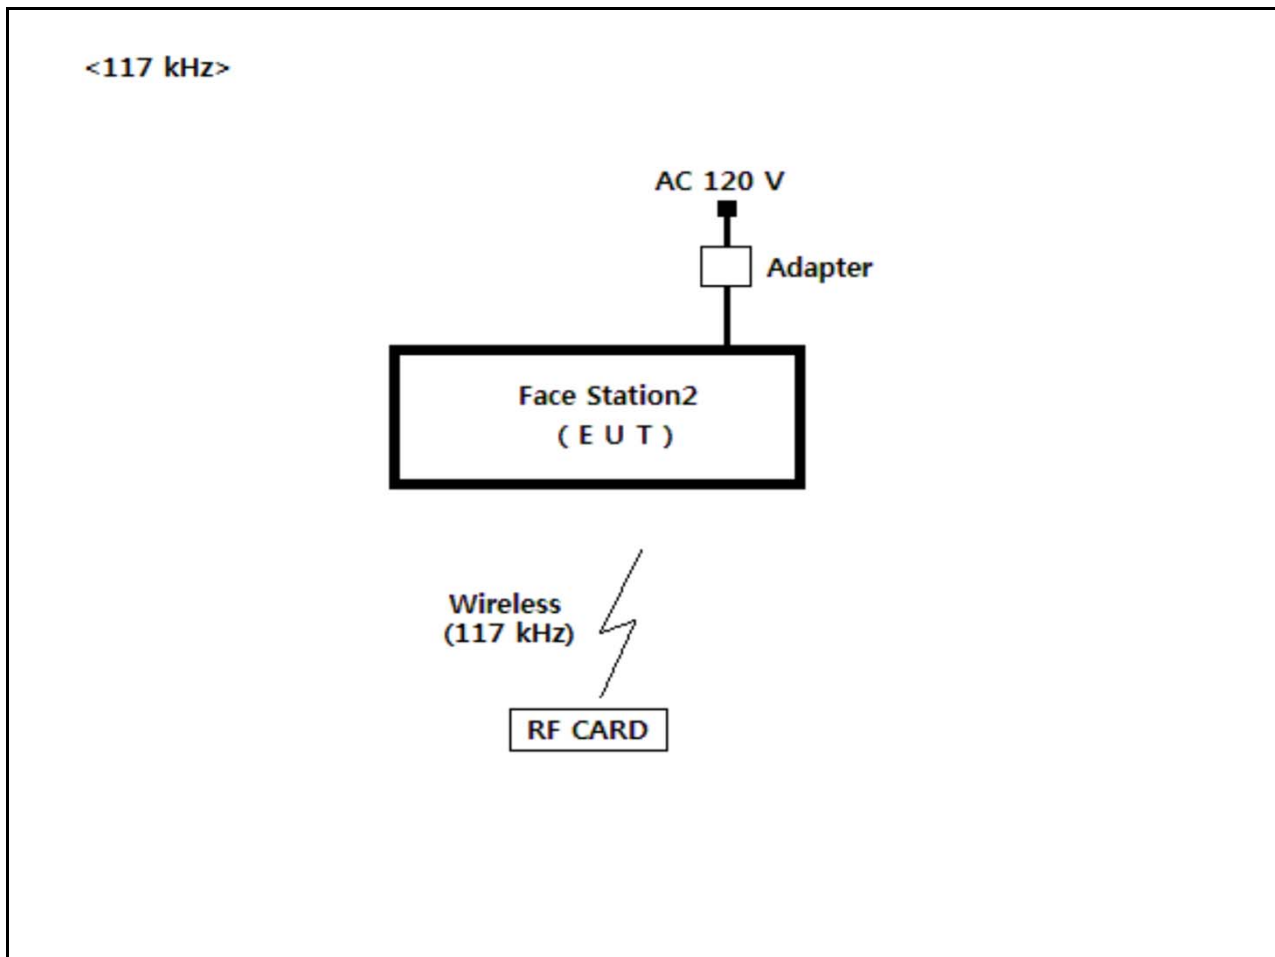 <117 kHz>
AC 120 V
Adapter
Face Station2
( E U T )
Wireless
(117 kHz)
RF CARD